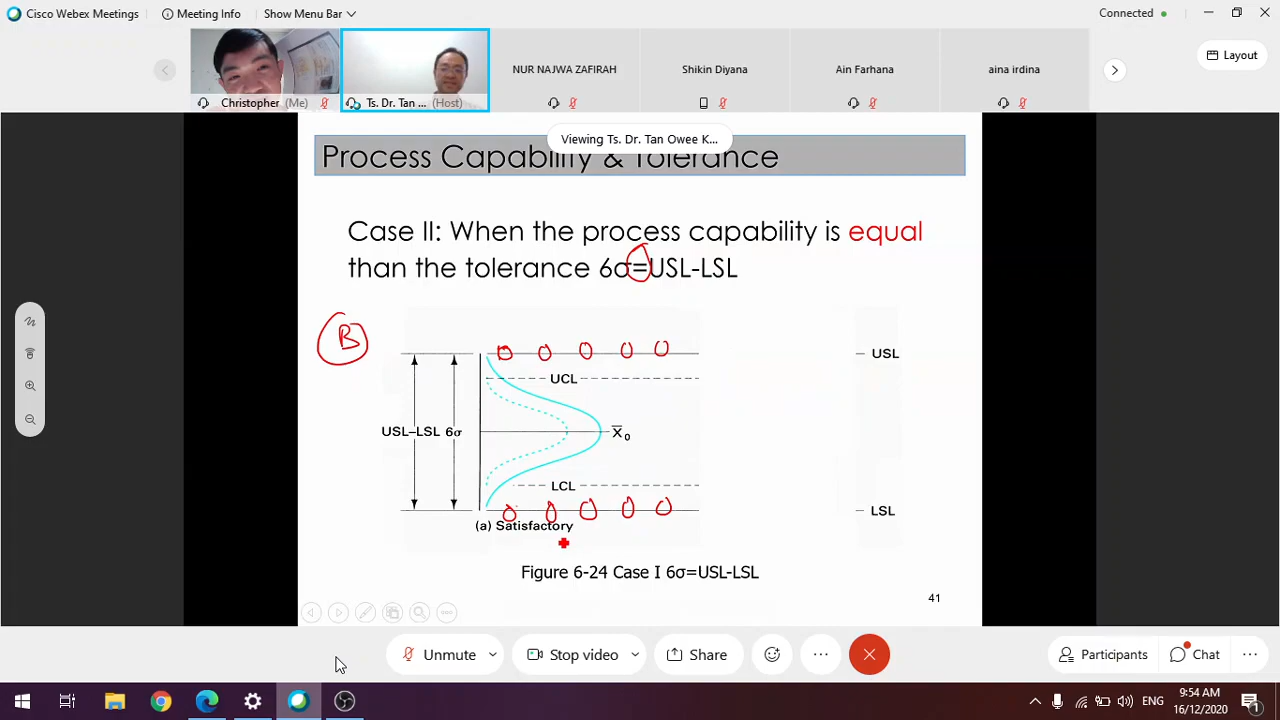 Cisco Webex Meetings
Meeting Info
Show Menu Bar
Connected
Christopher (Me)
Ts. Dr. Tan ... (Host)
NUR NAJWA ZAFIRAH
Shikin Diyana
Ain Farhana
aina irdina
Layout
Viewing Ts. Dr. Tan Owee K...
Process Capability & Tolerance
Case II: When the process capability is equal
than the tolerance 6σ=USL-LSL
B
USL
UCL
USL–LSL 6σ
X̅₀
LCL
LSL
(a) Satisfactory
Figure 6-24 Case I 6σ=USL-LSL
41
Unmute
Stop video
Share
Participants
Chat
ENG
9:54 AM
16/12/2020
1